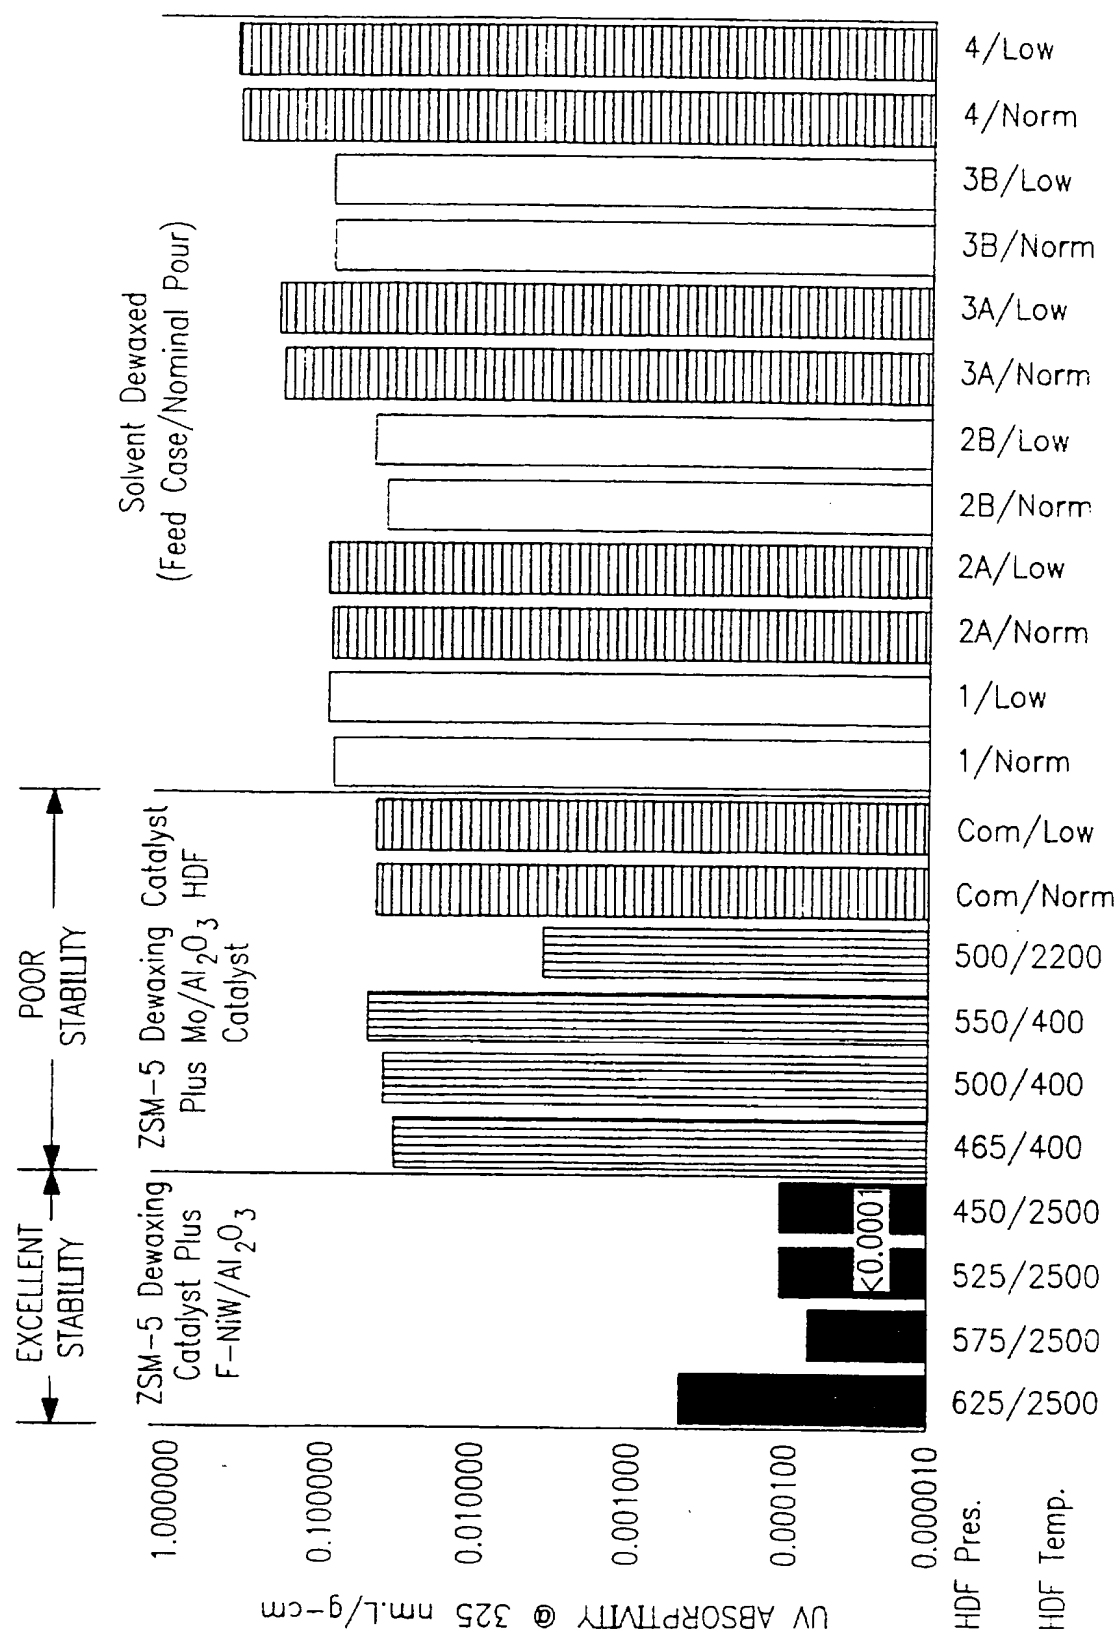 EXCELLENT
STABILITY
POOR
STABILITY
ZSM-5 Dewaxing
Catalyst Plus
F-NiW/Al2O3
ZSM-5 Dewaxing Catalyst
Plus Mo/Al2O3 HDF
Catalyst
Solvent Dewaxed
(Feed Case/Nominal Pour)
UV ABSORPTIVITY @ 325 nm.L/g-cm
1.000000
0.100000
0.010000
0.001000
0.000100
0.000010
<0.0001
HDF Pres.
HDF Temp.
625/2500
575/2500
525/2500
450/2500
465/400
500/400
550/400
500/2200
Com/Norm
Com/Low
1/Norm
1/Low
2A/Norm
2A/Low
2B/Norm
2B/Low
3A/Norm
3A/Low
3B/Norm
3B/Low
4/Norm
4/Low